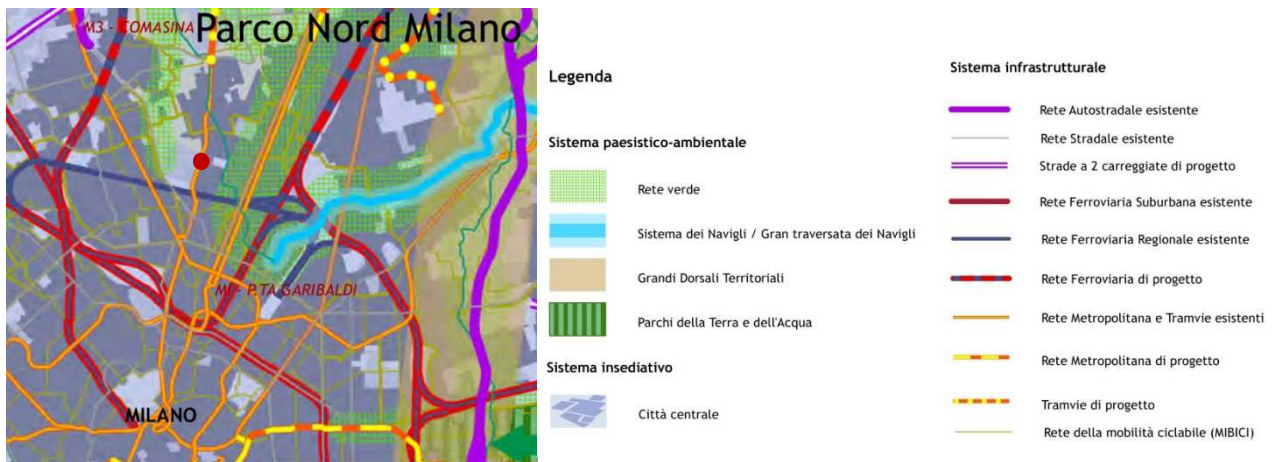 M3 - COMASINA
Parco Nord Milano
MI - P.TA GARIBALDI
MILANO
Legenda
Sistema paesistico-ambientale
Rete verde
Sistema dei Navigli / Gran traversata dei Navigli
Grandi Dorsali Territoriali
Parchi della Terra e dell'Acqua
Sistema insediativo
Città centrale
Sistema infrastrutturale
Rete Autostradale esistente
Rete Stradale esistente
Strade a 2 carreggiate di progetto
Rete Ferroviaria Suburbana esistente
Rete Ferroviaria Regionale esistente
Rete Ferroviaria di progetto
Rete Metropolitana e Tramvie esistenti
Rete Metropolitana di progetto
Tramvie di progetto
Rete della mobilità ciclabile (MIBICI)